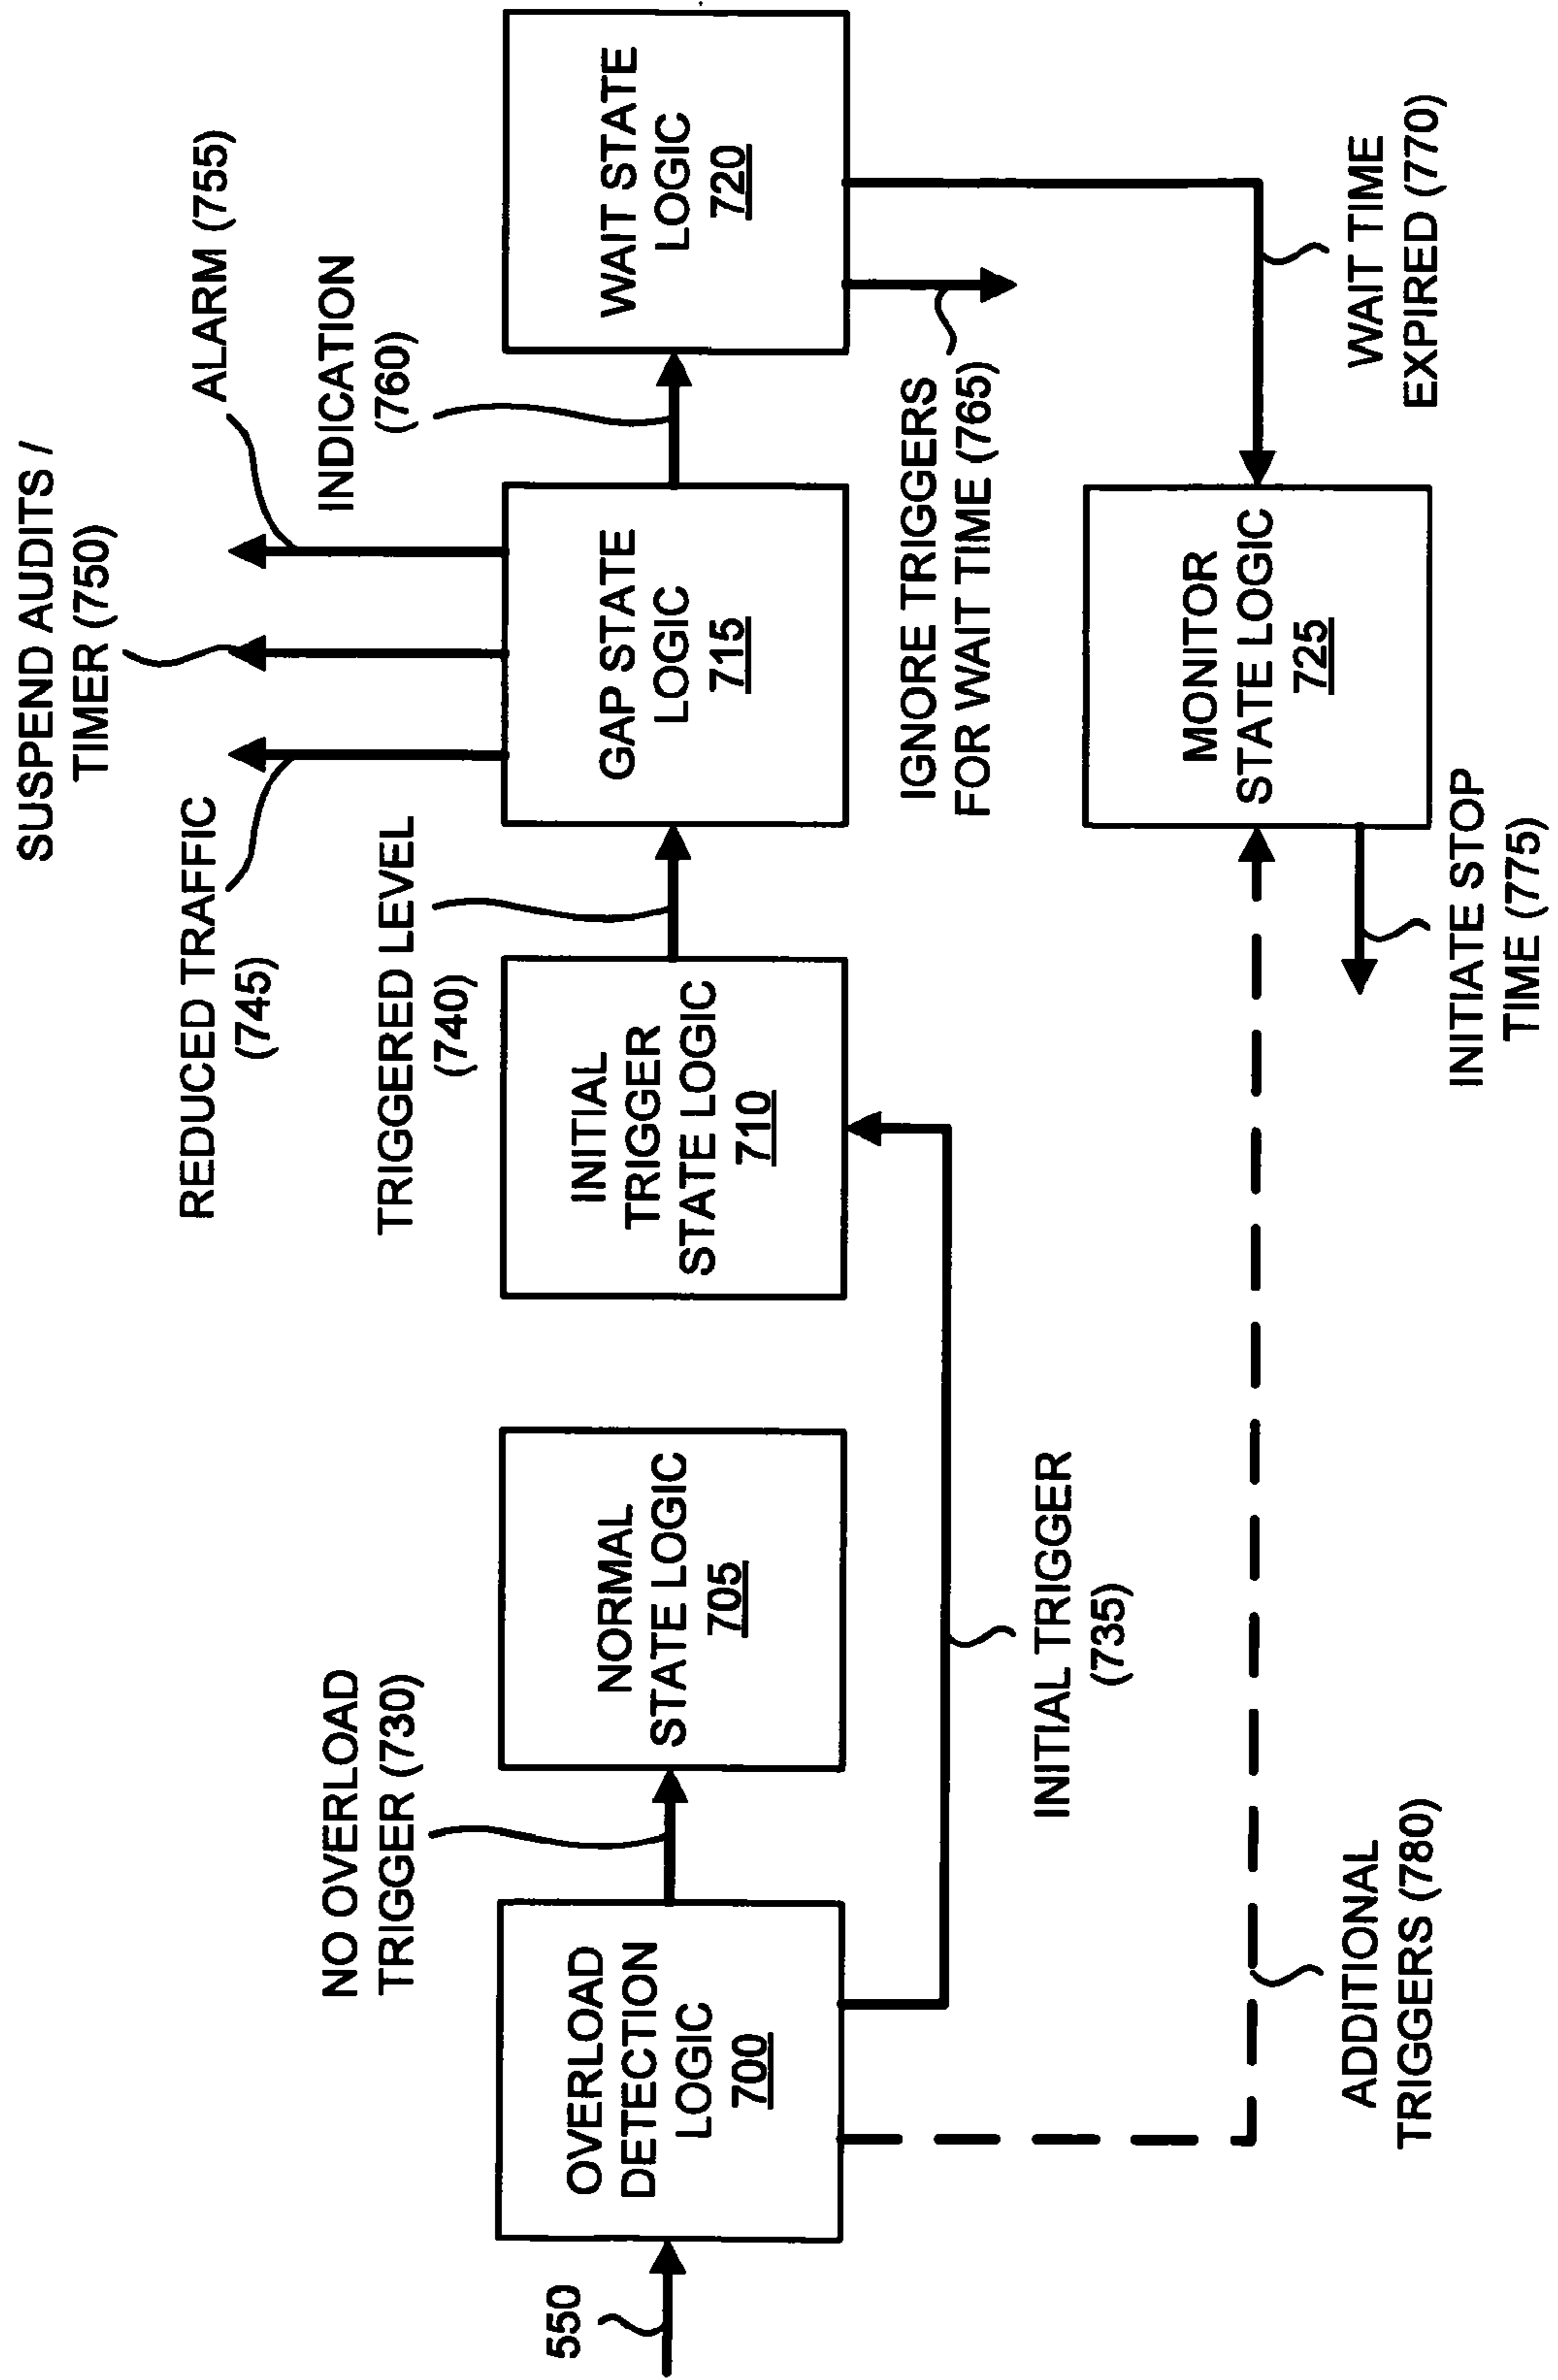 SUSPEND AUDITS /
TIMER (750)
REDUCED TRAFFIC
(745)
ALARM (755)
TRIGGERED LEVEL
(740)
INDICATION
(760)
NO OVERLOAD
TRIGGER (730)
550
OVERLOAD
DETECTION
LOGIC
700
NORMAL
STATE LOGIC
705
INITIAL
TRIGGER
STATE LOGIC
710
GAP STATE
LOGIC
715
WAIT STATE
LOGIC
720
IGNORE TRIGGERS
FOR WAIT TIME (765)
INITIAL TRIGGER
(735)
MONITOR
STATE LOGIC
725
WAIT TIME
EXPIRED (770)
ADDITIONAL
TRIGGERS (780)
INITIATE STOP
TIME (775)